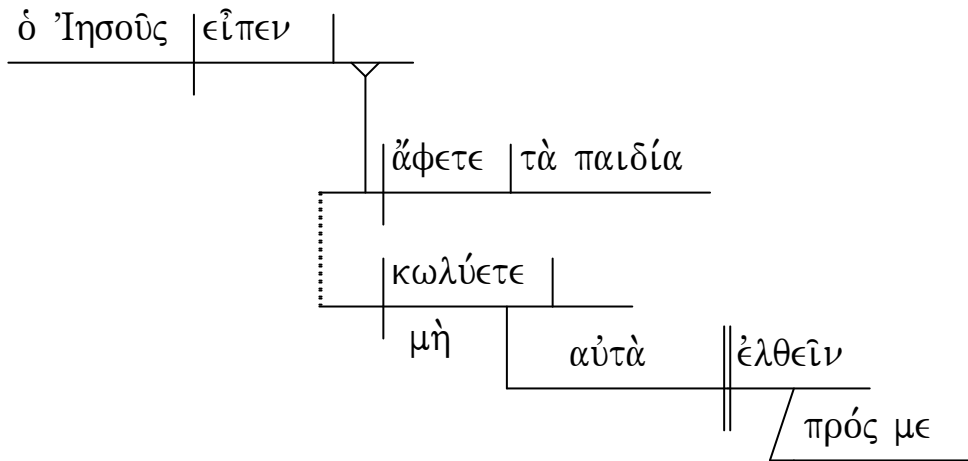 ὁ Ἰησοῦς εἶπεν
ἄφετε τὰ παιδία
κωλύετε
μὴ
αὐτὰ ἐλθεῖν
πρός με